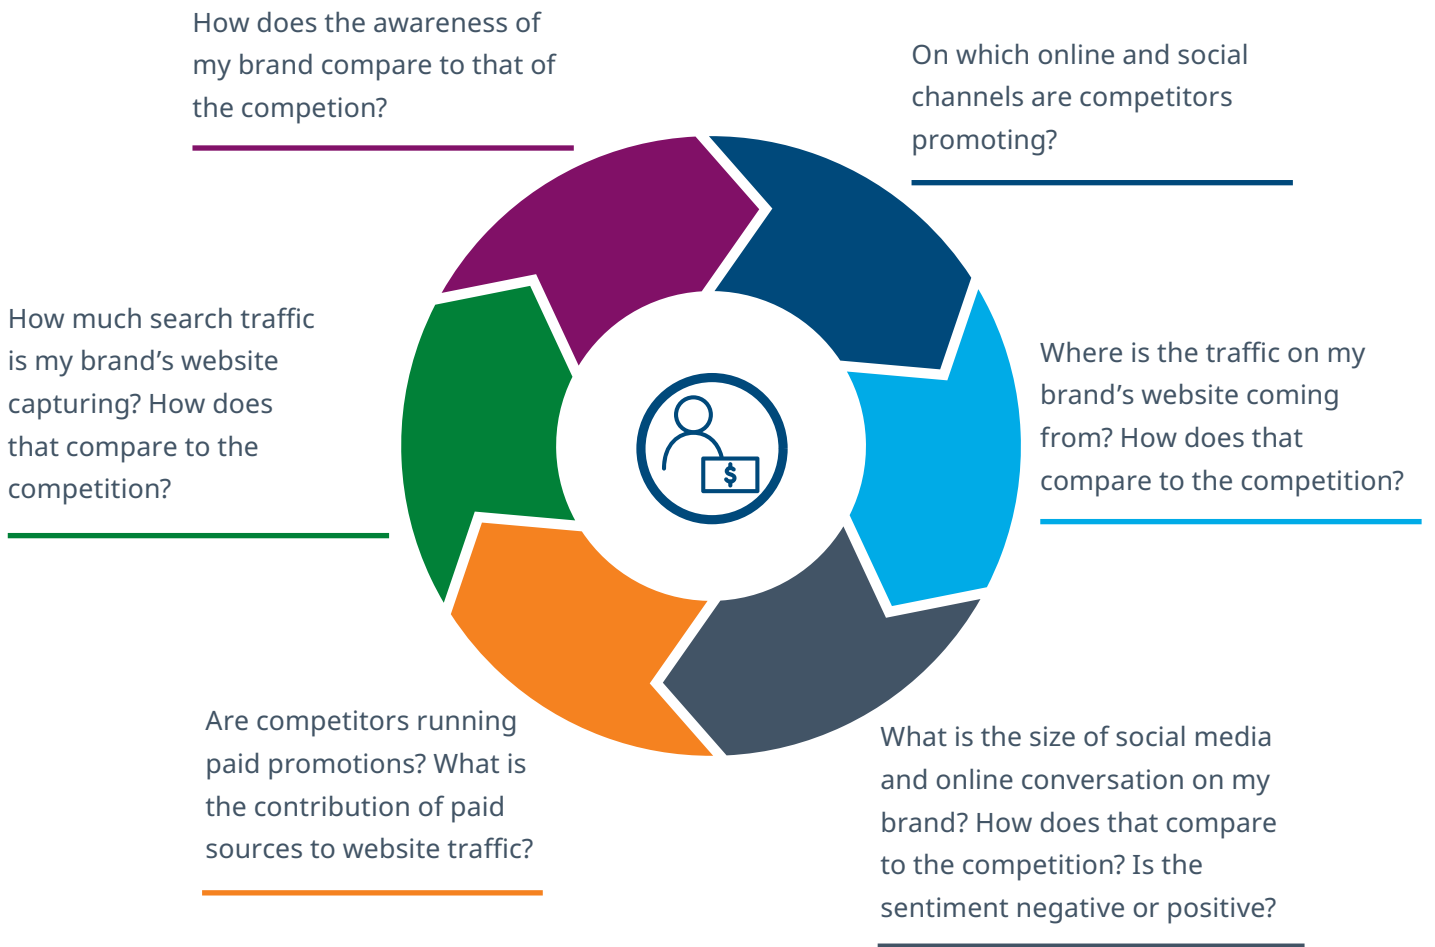 How does the awareness of
my brand compare to that of
the competion?
On which online and social
channels are competitors
promoting?
How much search traffic
is my brand’s website
capturing? How does
that compare to the
competition?
Where is the traffic on my
brand’s website coming
from? How does that
compare to the competition?
$
Are competitors running
paid promotions? What is
the contribution of paid
sources to website traffic?
What is the size of social media
and online conversation on my
brand? How does that compare
to the competition? Is the
sentiment negative or positive?